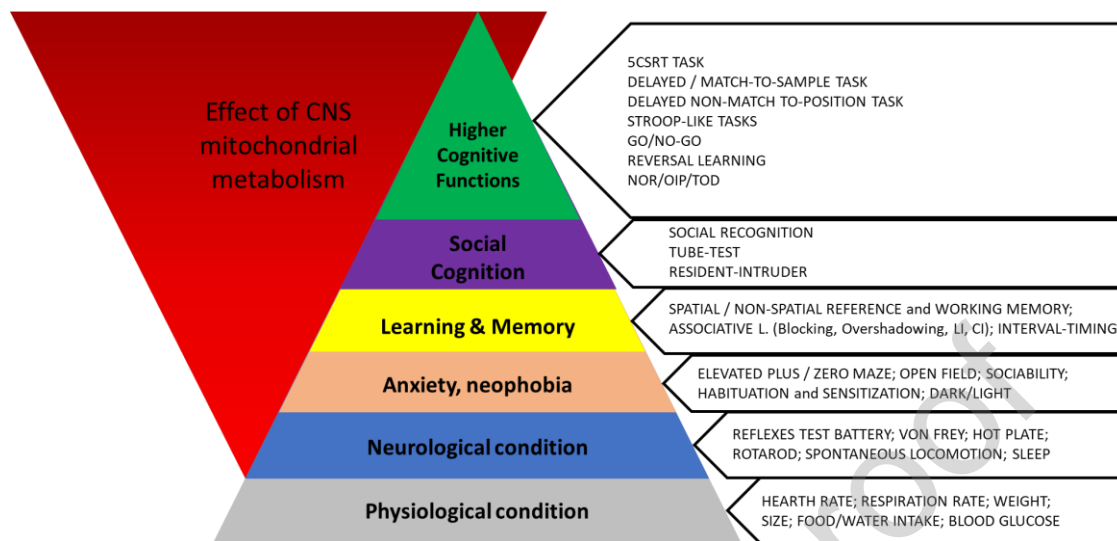 Effect of CNS
mitochondrial
metabolism
Higher
Cognitive
Functions
5CSRT TASK
DELAYED / MATCH-TO-SAMPLE TASK
DELAYED NON-MATCH TO-POSITION TASK
STROOP-LIKE TASKS
GO/NO-GO
REVERSAL LEARNING
NOR/OIP/TOD
Social
Cognition
SOCIAL RECOGNITION
TUBE-TEST
RESIDENT-INTRUDER
Learning & Memory
SPATIAL / NON-SPATIAL REFERENCE and WORKING MEMORY;
ASSOCIATIVE L. (Blocking, Overshadowing, LI, CI); INTERVAL-TIMING
Anxiety, neophobia
ELEVATED PLUS / ZERO MAZE; OPEN FIELD; SOCIABILITY;
HABITUATION and SENSITIZATION; DARK/LIGHT
Neurological condition
REFLEXES TEST BATTERY; VON FREY; HOT PLATE;
ROTAROD; SPONTANEOUS LOCOMOTION; SLEEP
Physiological condition
HEARTH RATE; RESPIRATION RATE; WEIGHT;
SIZE; FOOD/WATER INTAKE; BLOOD GLUCOSE
roof